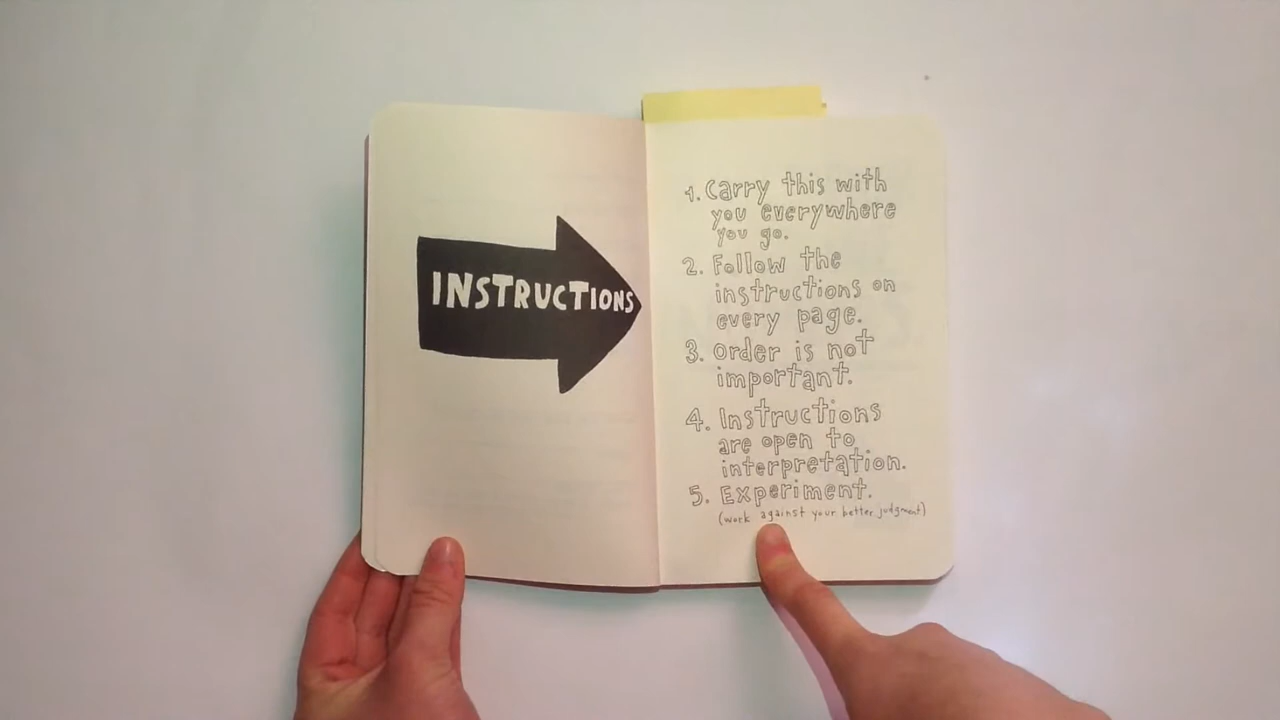 INSTRUCTIONS
1. Carry this with
you everywhere
you go.
2. Follow the
instructions on
every page.
3. order is not
important.
4. Instructions
are open to
interpretation.
5. Experiment.
(work against your better judgment)